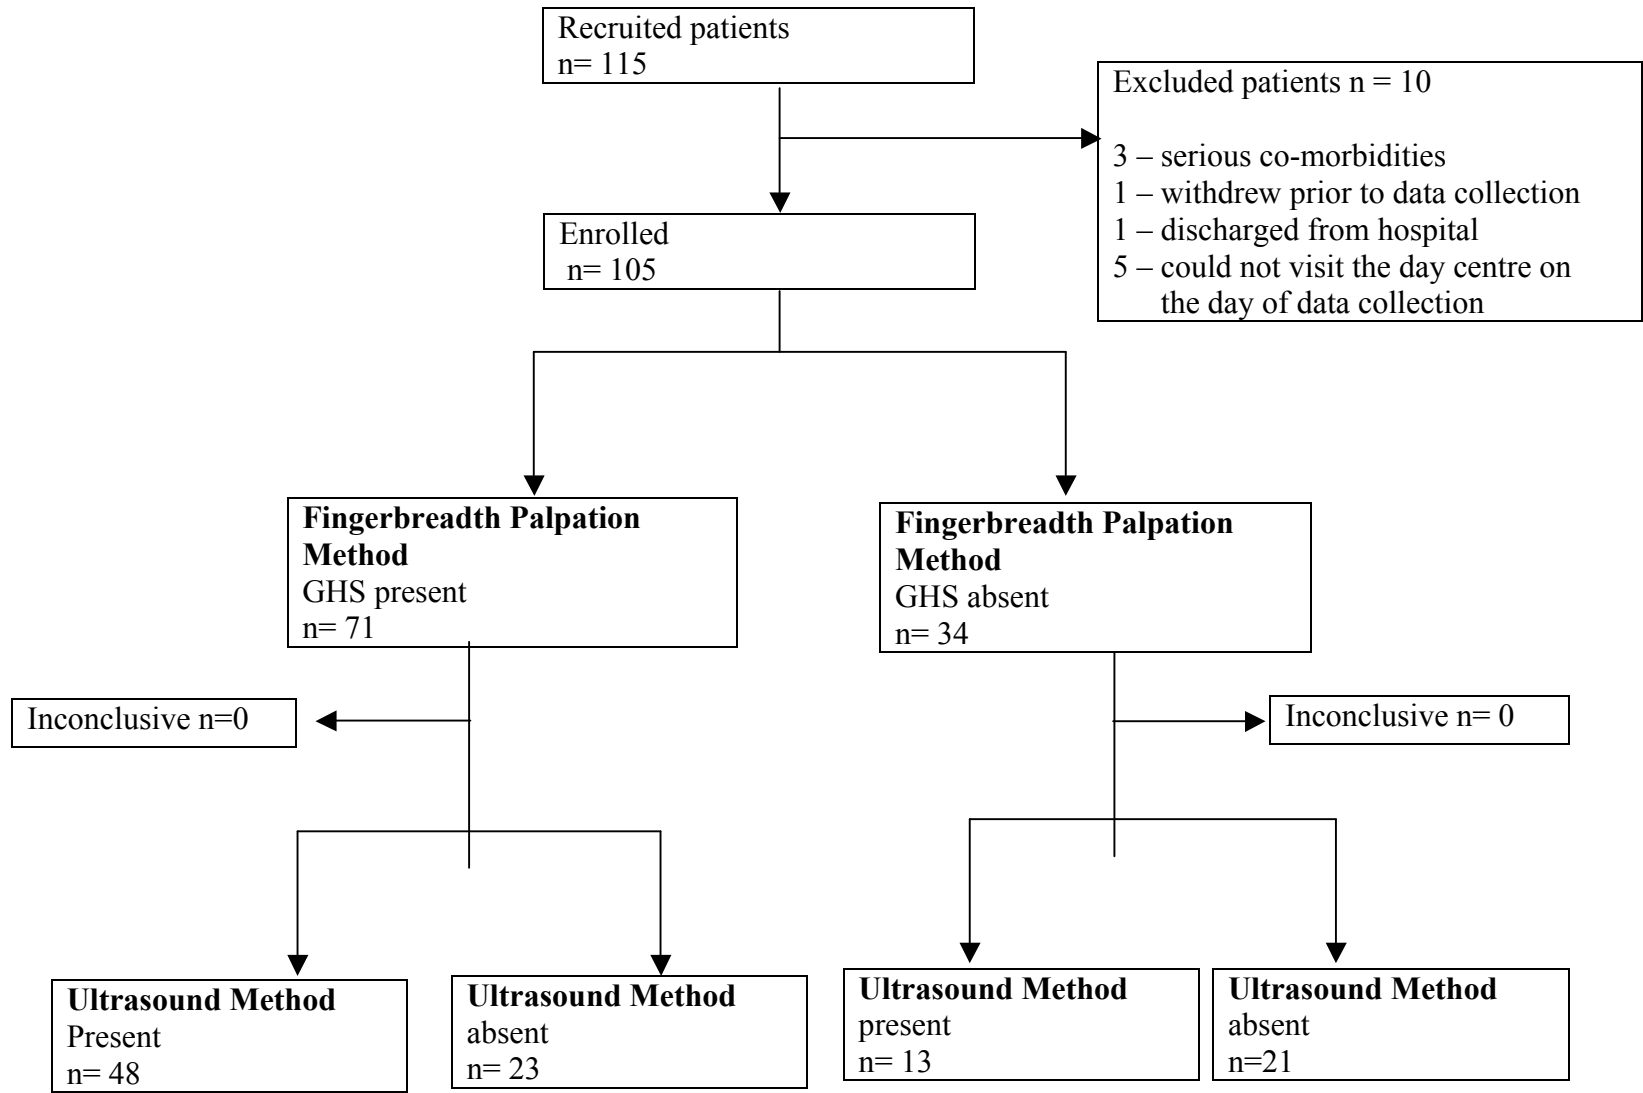 Recruited patients
n= 115
Excluded patients n = 10
3 – serious co-morbidities
1 – withdrew prior to data collection
1 – discharged from hospital
5 – could not visit the day centre on
the day of data collection
Enrolled
n= 105
Fingerbreadth Palpation
Method
GHS present
n= 71
Fingerbreadth Palpation
Method
GHS absent
n= 34
Inconclusive n=0
Inconclusive n= 0
Ultrasound Method
Present
n= 48
Ultrasound Method
absent
n= 23
Ultrasound Method
present
n= 13
Ultrasound Method
absent
n=21